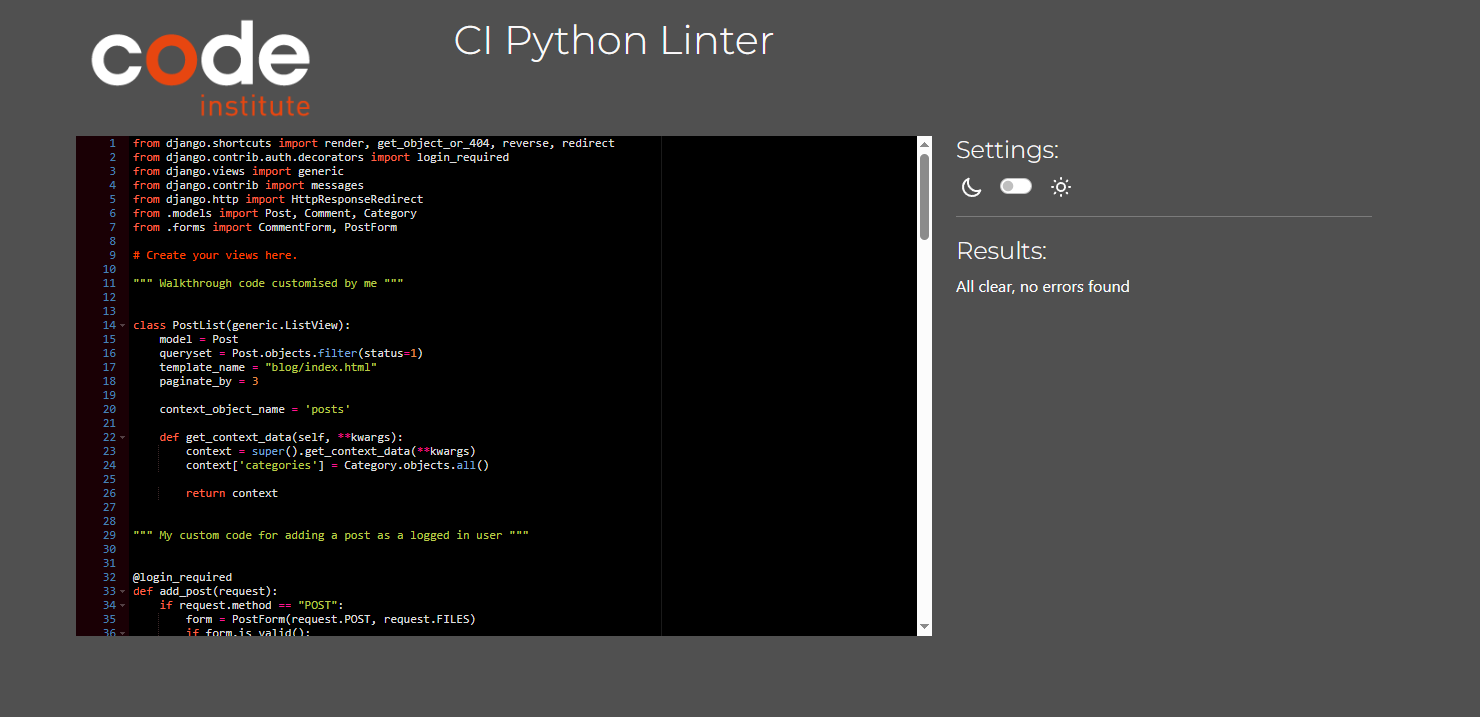 code
institute
CI Python Linter
1 from django.shortcuts import render, get_object_or_404, reverse, redirect
2 from django.contrib.auth.decorators import login_required
3 from django.views import generic
4 from django.contrib import messages
5 from django.http import HttpResponseRedirect
6 from .models import Post, Comment, Category
7 from .forms import CommentForm, PostForm
8
9 # Create your views here.
10
11 """ Walkthrough code customised by me """
12
13
14 class PostList(generic.ListView):
15     model = Post
16     queryset = Post.objects.filter(status=1)
17     template_name = "blog/index.html"
18     paginate_by = 3
19
20     context_object_name = 'posts'
21
22     def get_context_data(self, **kwargs):
23         context = super().get_context_data(**kwargs)
24         context['categories'] = Category.objects.all()
25
26         return context
27
28
29 """ My custom code for adding a post as a logged in user """
30
31
32 @login_required
33 def add_post(request):
34     if request.method == "POST":
35         form = PostForm(request.POST, request.FILES)
36         if form.is_valid():
Settings:
Results:
All clear, no errors found